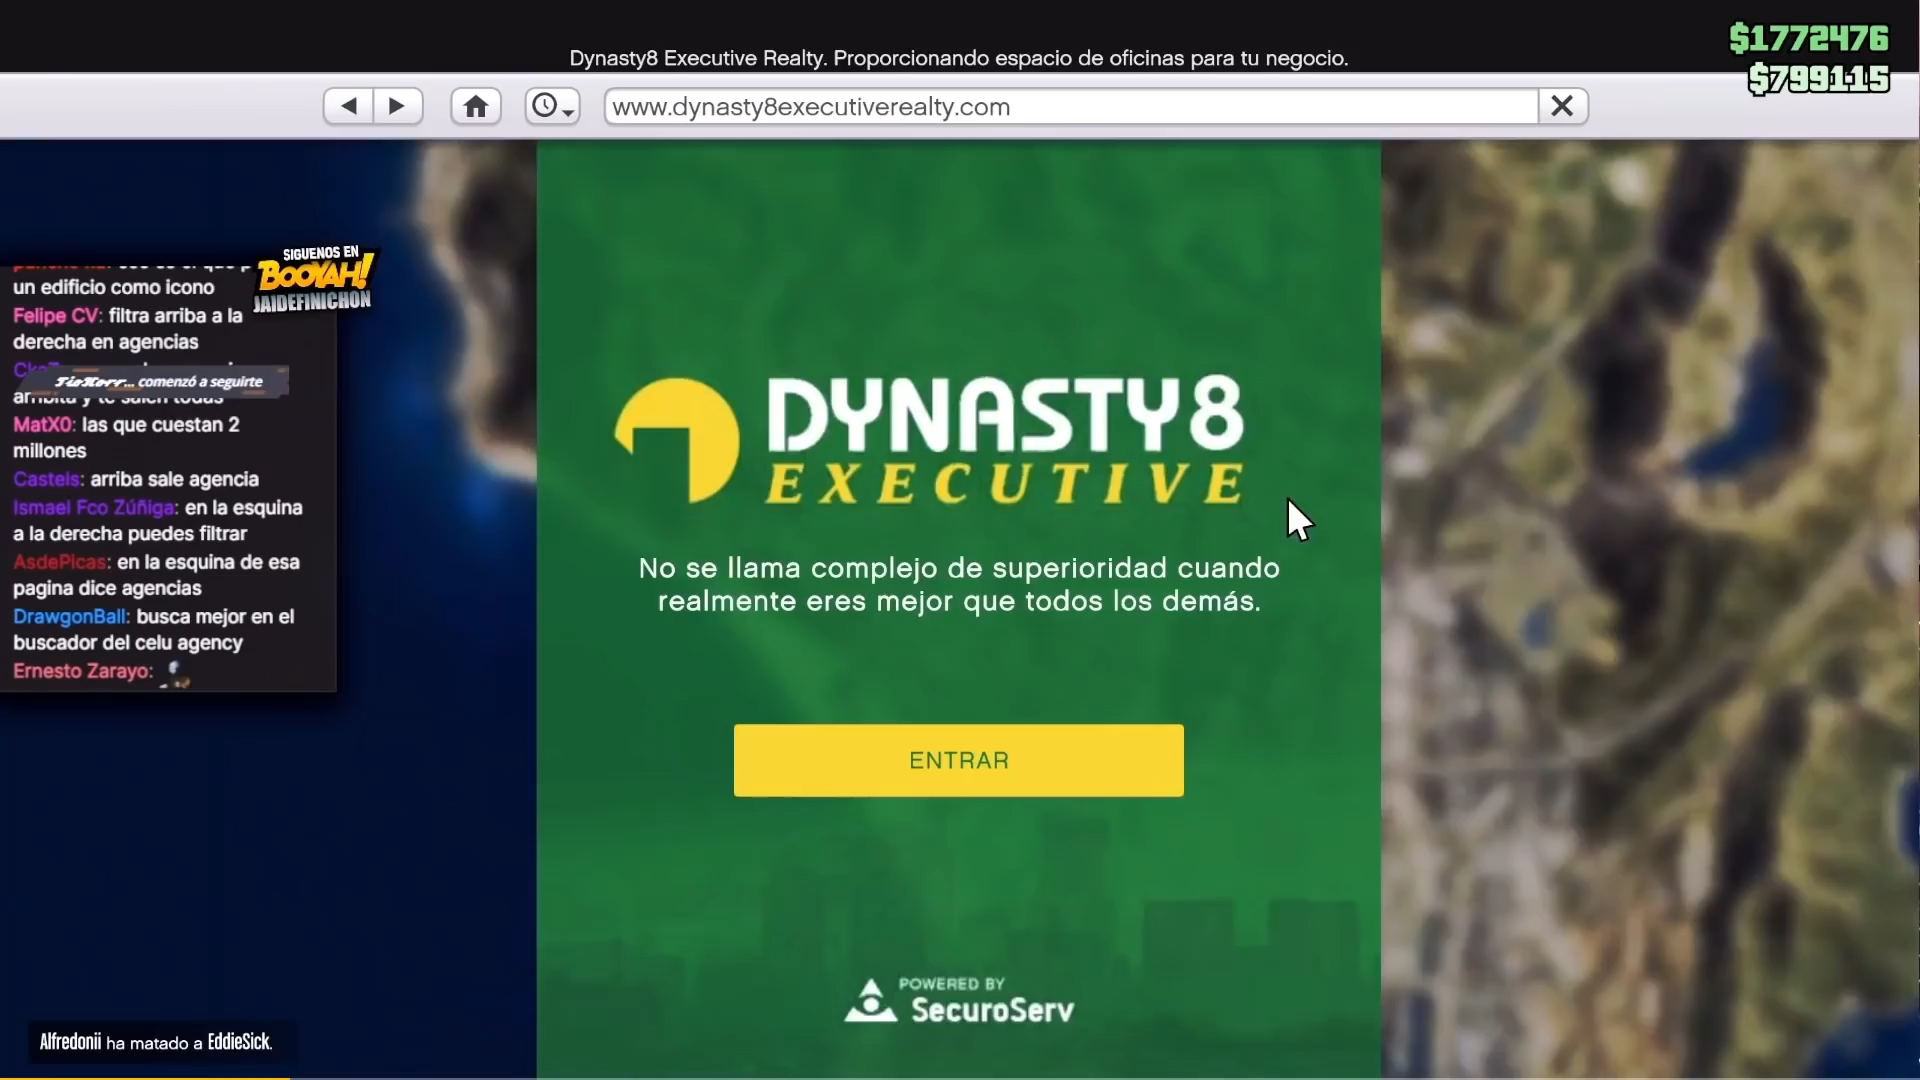 $1772476
$799115
Dynasty8 Executive Realty. Proporcionando espacio de oficinas para tu negocio.
www.dynasty8executiverealty.com
SIGUENOS EN
BOOYAH!
JAIDEFINICHON
un edificio como icono
Felipe CV: filtra arriba a la
derecha en agencias
comenzó a seguirte
MatX0: las que cuestan 2
millones
Castels: arriba sale agencia
Ismael Fco Zúñiga: en la esquina
a la derecha puedes filtrar
AsdePicas: en la esquina de esa
pagina dice agencias
DrawgonBall: busca mejor en el
buscador del celu agency
Ernesto Zarayo:
DYNASTY 8
EXECUTIVE
No se llama complejo de superioridad cuando
realmente eres mejor que todos los demás.
ENTRAR
POWERED BY
SecuroServ
Alfredonii ha matado a EddieSick.